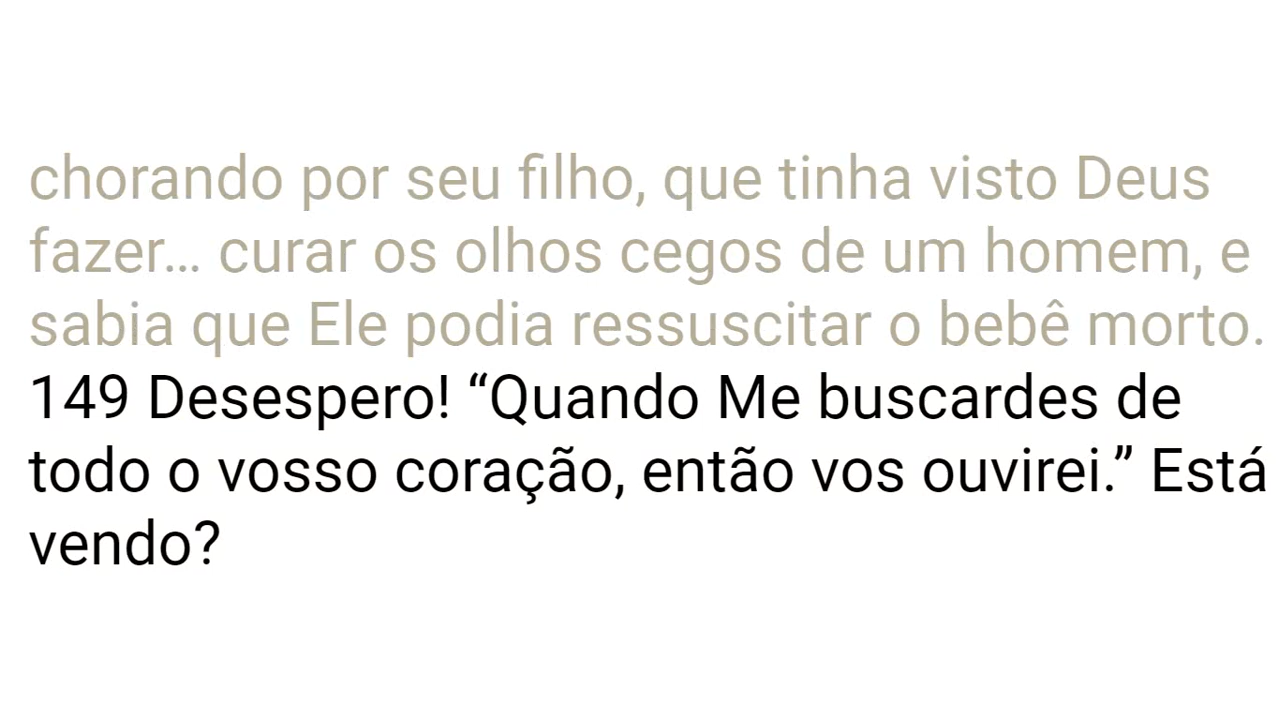 chorando por seu filho, que tinha visto Deus
fazer… curar os olhos cegos de um homem, e
sabia que Ele podia ressuscitar o bebê morto.
149 Desespero! “Quando Me buscardes de
todo o vosso coração, então vos ouvirei.” Está
vendo?